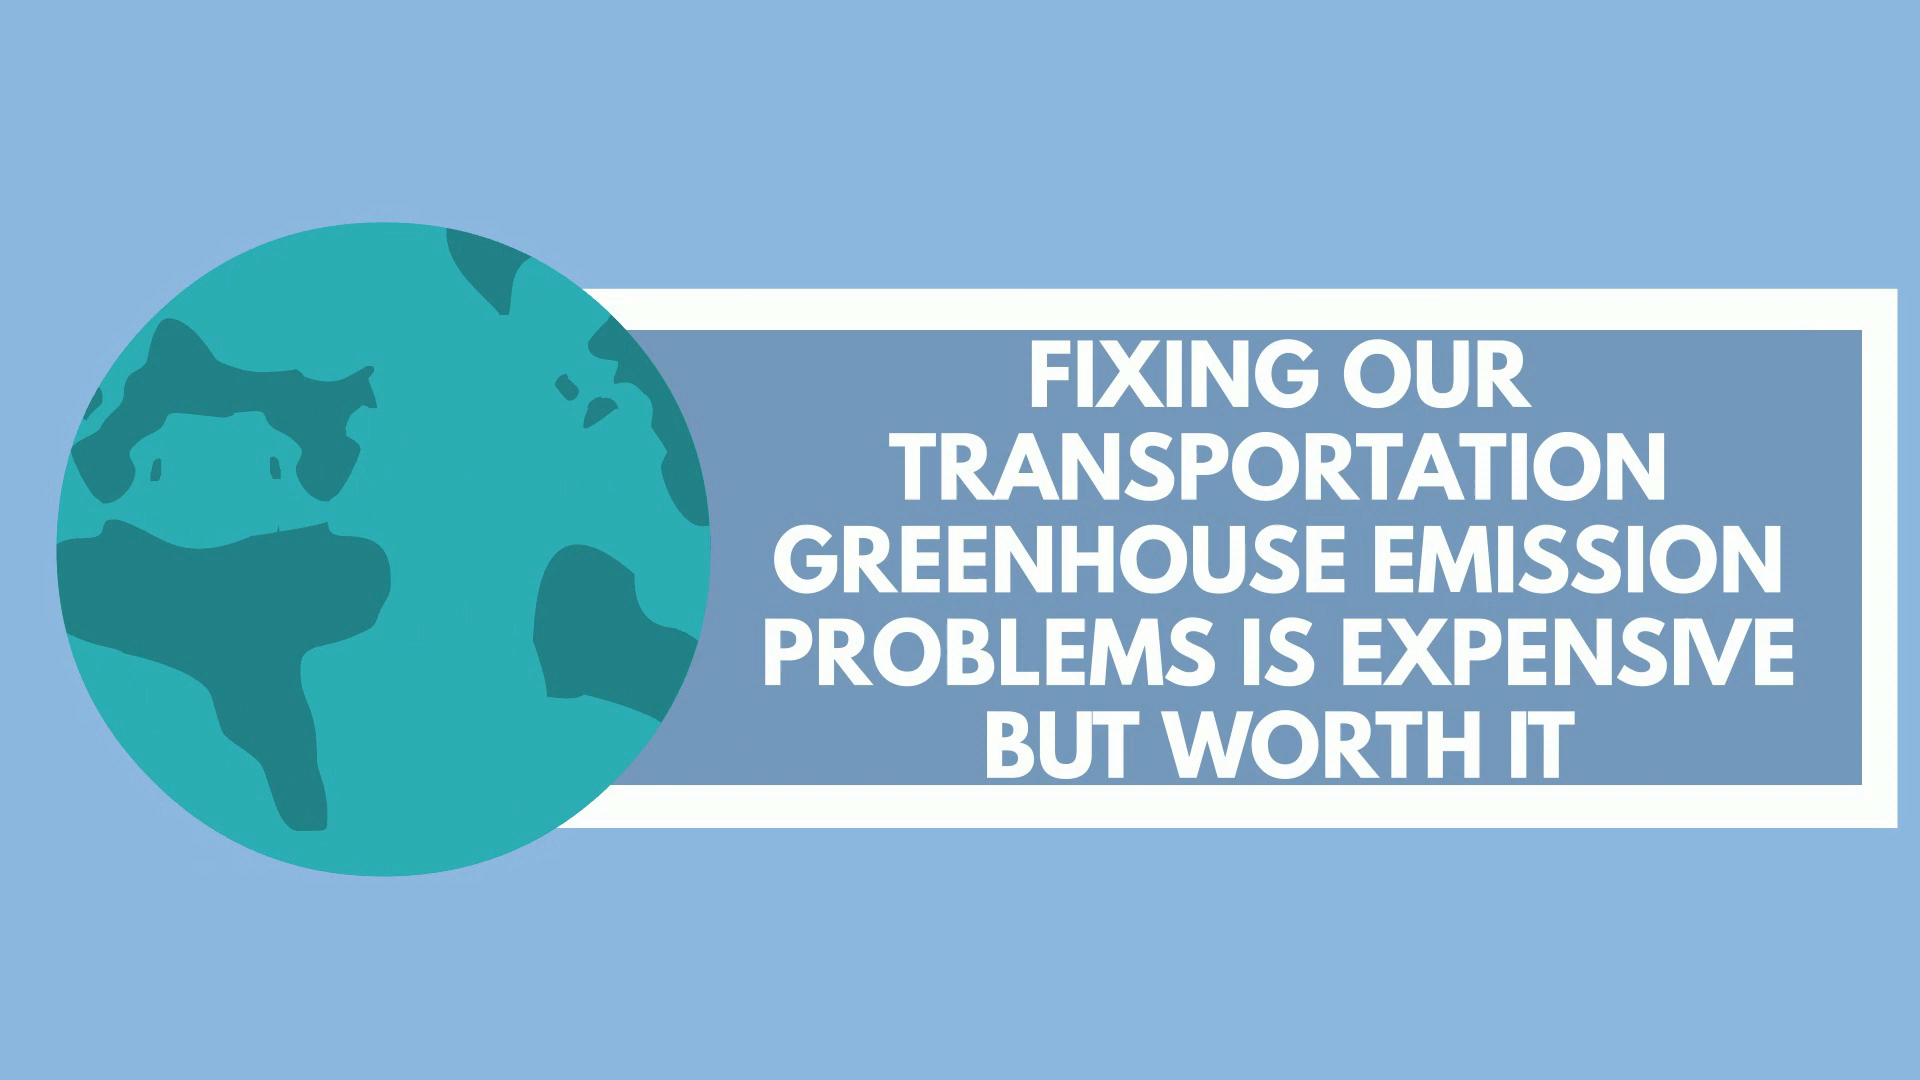 FIXING OUR
TRANSPORTATION
GREENHOUSE EMISSION
PROBLEMS IS EXPENSIVE
BUT WORTH IT